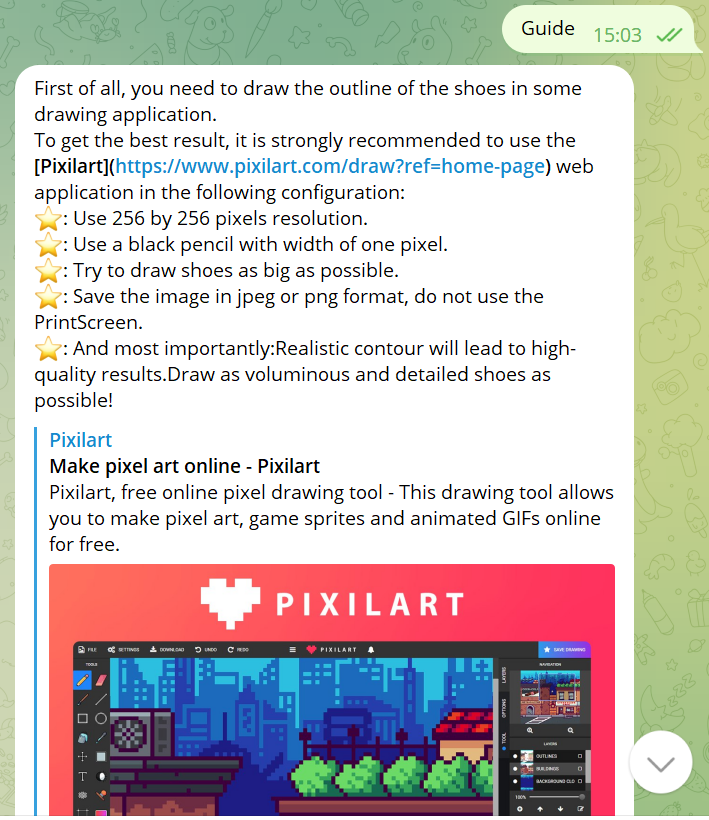 Guide
15:03
First of all, you need to draw the outline of the shoes in some
drawing application.
To get the best result, it is strongly recommended to use the
[Pixilart](https://www.pixilart.com/draw?ref=home-page) web
application in the following configuration:
⭐: Use 256 by 256 pixels resolution.
⭐: Use a black pencil with width of one pixel.
⭐: Try to draw shoes as big as possible.
⭐: Save the image in jpeg or png format, do not use the
PrintScreen.
⭐: And most importantly:Realistic contour will lead to high-
quality results.Draw as voluminous and detailed shoes as
possible!
Pixilart
Make pixel art online - Pixilart
Pixilart, free online pixel drawing tool - This drawing tool allows
you to make pixel art, game sprites and animated GIFs online
for free.
PIXILART
FILE SETTINGS DOWNLOAD UNDO REDO PIXILART SAVE DRAWING
TOOLS
NAVIGATION
LAYERS
OPTIONS
TOOL
LAYERS
OUTLINES
BUILDINGS
BACKGROUND CLO
100%